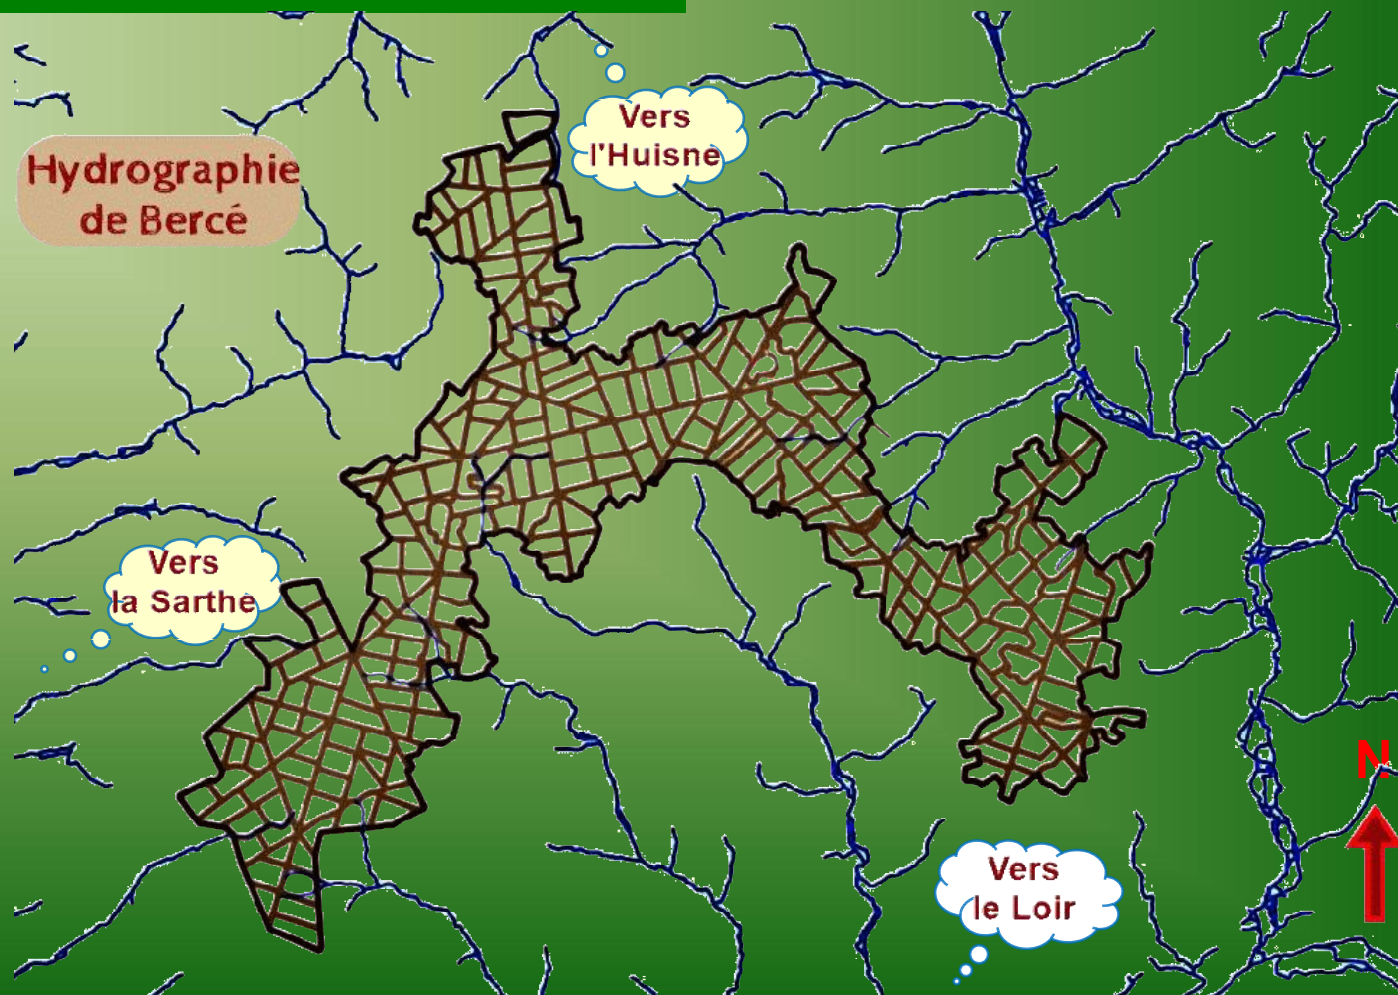 Vers
l'Huisne
Hydrographie
de Bercé
Vers
la Sarthe
N
Vers
le Loir